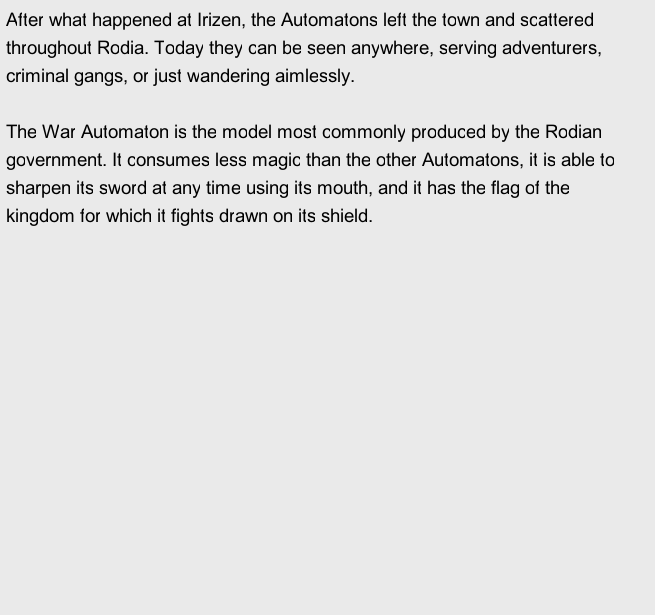 After what happened at Irizen, the Automatons left the town and scattered
throughout Rodia. Today they can be seen anywhere, serving adventurers,
criminal gangs, or just wandering aimlessly.
The War Automaton is the model most commonly produced by the Rodian
government. It consumes less magic than the other Automatons, it is able to
sharpen its sword at any time using its mouth, and it has the flag of the
kingdom for which it fights drawn on its shield.